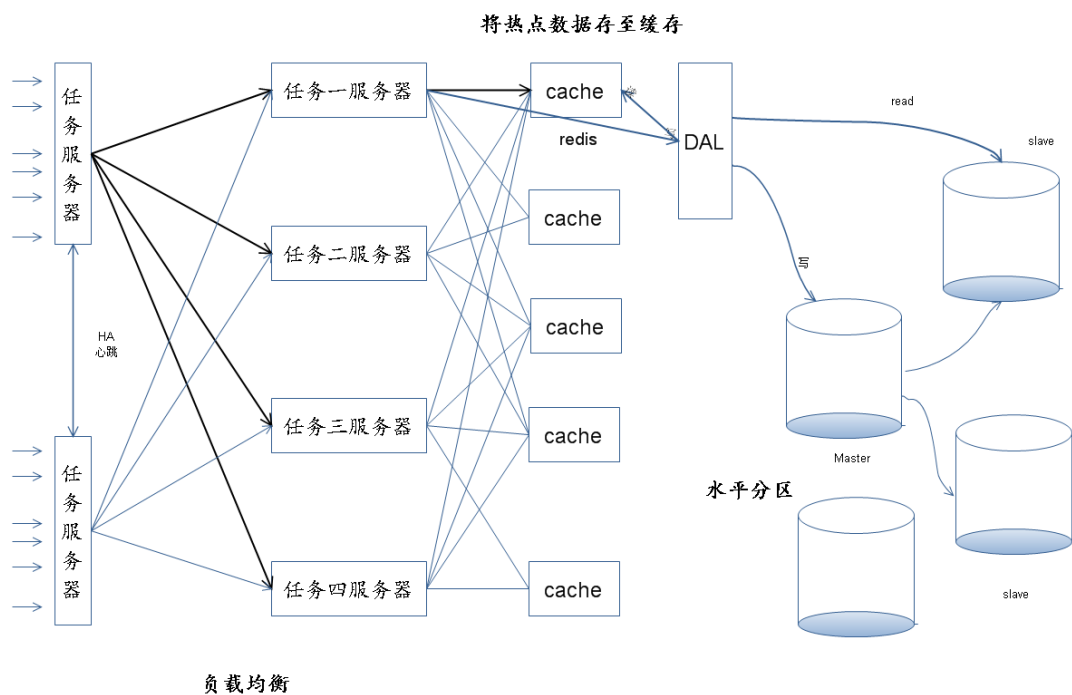 将热点数据存至缓存
任务服务器
任务一服务器
cache
redis
DAL
read
slave
cache
任务二服务器
写
HA
心跳
cache
任务三服务器
cache
Master
水平分区
任务服务器
任务四服务器
cache
slave
负载均衡